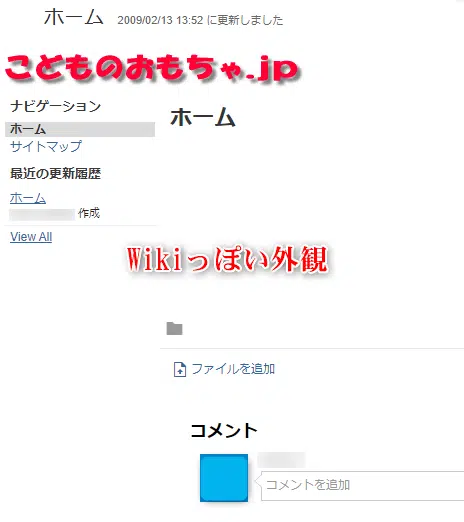 ホーム 2009/02/13 13:52 に更新しました
こどものおもちゃ.jp
ナビゲーション
ホーム
サイトマップ
最近の更新履歴
ホーム
作成
View All
ホーム
Wikiっぽい外観
ファイルを追加
コメント
コメントを追加